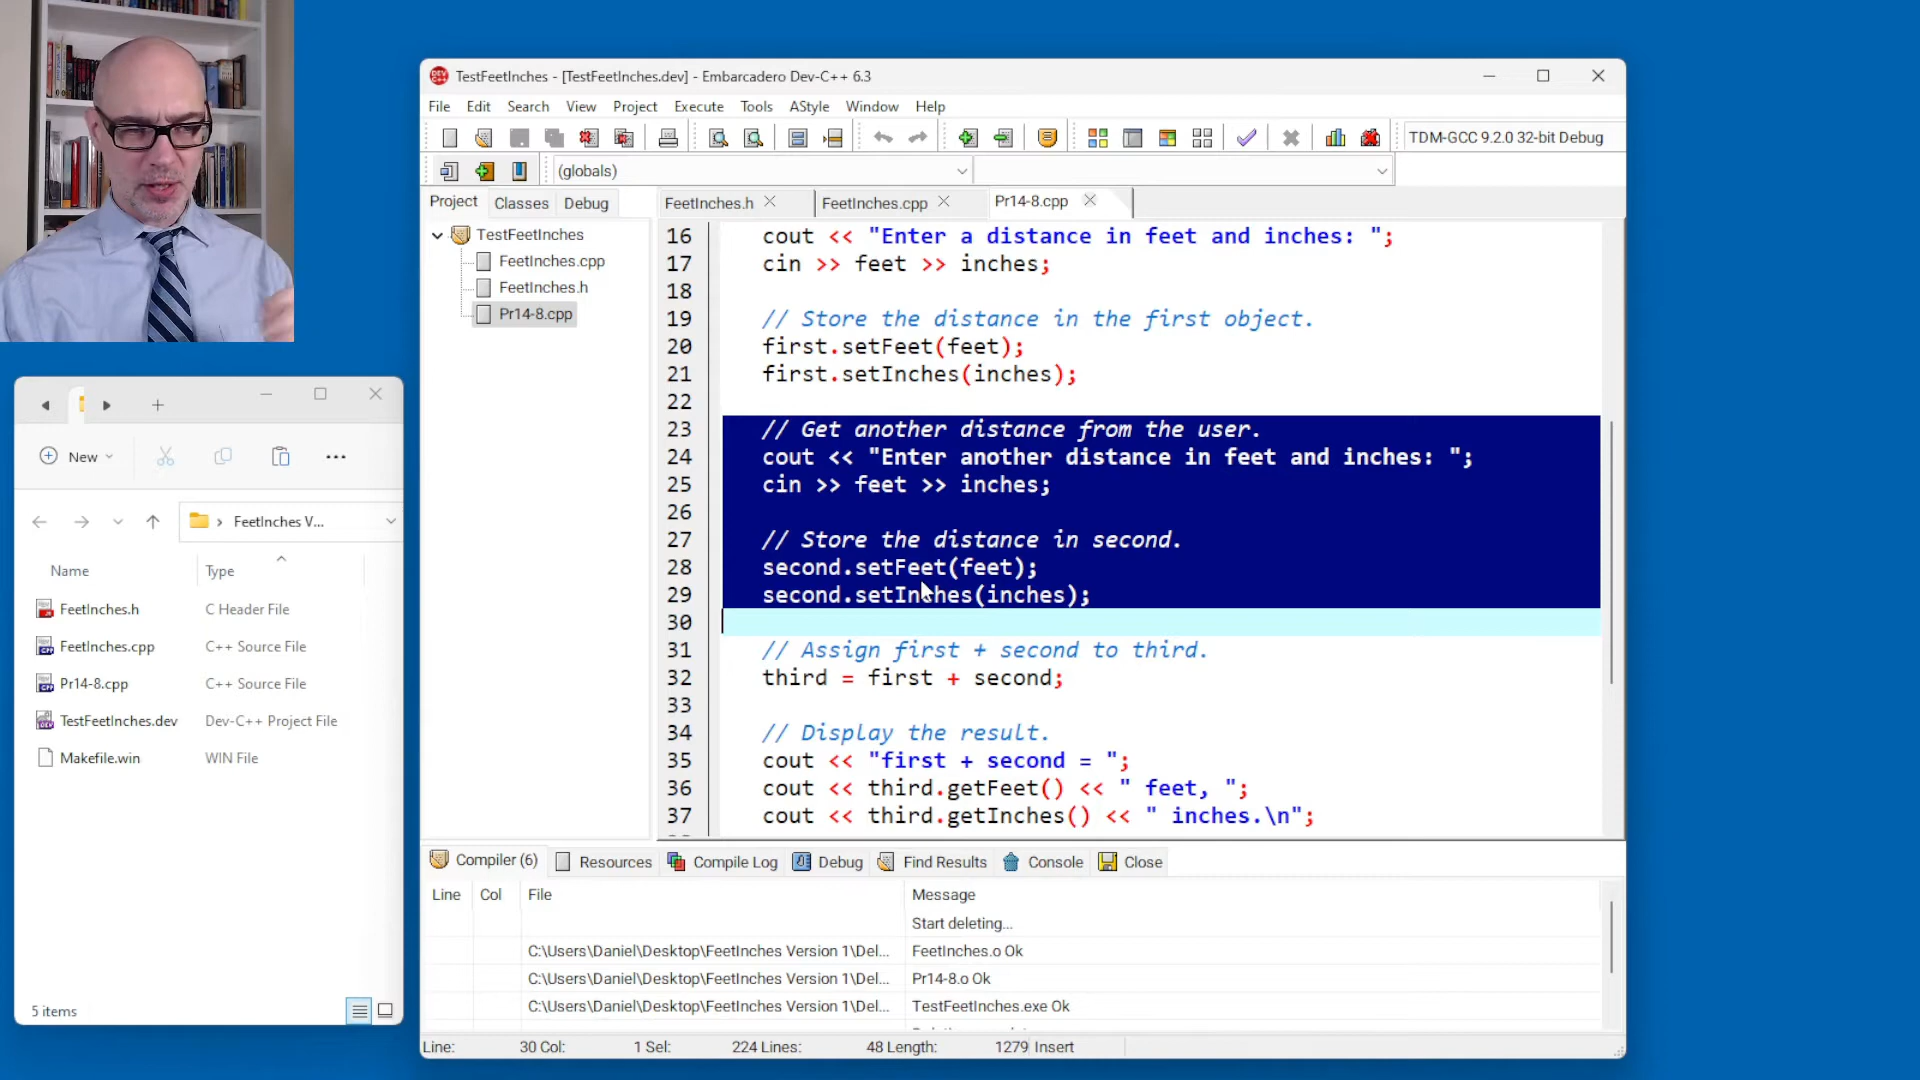 TestFeetInches - [TestFeetInches.dev] - Embarcadero Dev-C++ 6.3
File Edit Search View Project Execute Tools AStyle Window Help
TDM-GCC 9.2.0 32-bit Debug
(globals)
Project Classes Debug
FeetInches.h FeetInches.cpp Pr14-8.cpp
TestFeetInches
FeetInches.cpp
FeetInches.h
Pr14-8.cpp
16 cout << "Enter a distance in feet and inches: ";
17 cin >> feet >> inches;
18
19 // Store the distance in the first object.
20 first.setFeet(feet);
21 first.setInches(inches);
22
23 // Get another distance from the user.
24 cout << "Enter another distance in feet and inches: ";
25 cin >> feet >> inches;
26
27 // Store the distance in second.
28 second.setFeet(feet);
29 second.setInches(inches);
30
31 // Assign first + second to third.
32 third = first + second;
33
34 // Display the result.
35 cout << "first + second = ";
36 cout << third.getFeet() << " feet, ";
37 cout << third.getInches() << " inches.\n";
Compiler (6) Resources Compile Log Debug Find Results Console Close
Line Col File Message
Start deleting...
C:\Users\Daniel\Desktop\FeetInches Version 1\Del... FeetInches.o Ok
C:\Users\Daniel\Desktop\FeetInches Version 1\Del... Pr14-8.o Ok
C:\Users\Daniel\Desktop\FeetInches Version 1\Del... TestFeetInches.exe Ok
Line: 30 Col: 1 Sel: 224 Lines: 48 Length: 1279 Insert
New
FeetInches V...
Name Type
FeetInches.h C Header File
FeetInches.cpp C++ Source File
Pr14-8.cpp C++ Source File
TestFeetInches.dev Dev-C++ Project File
Makefile.win WIN File
5 items